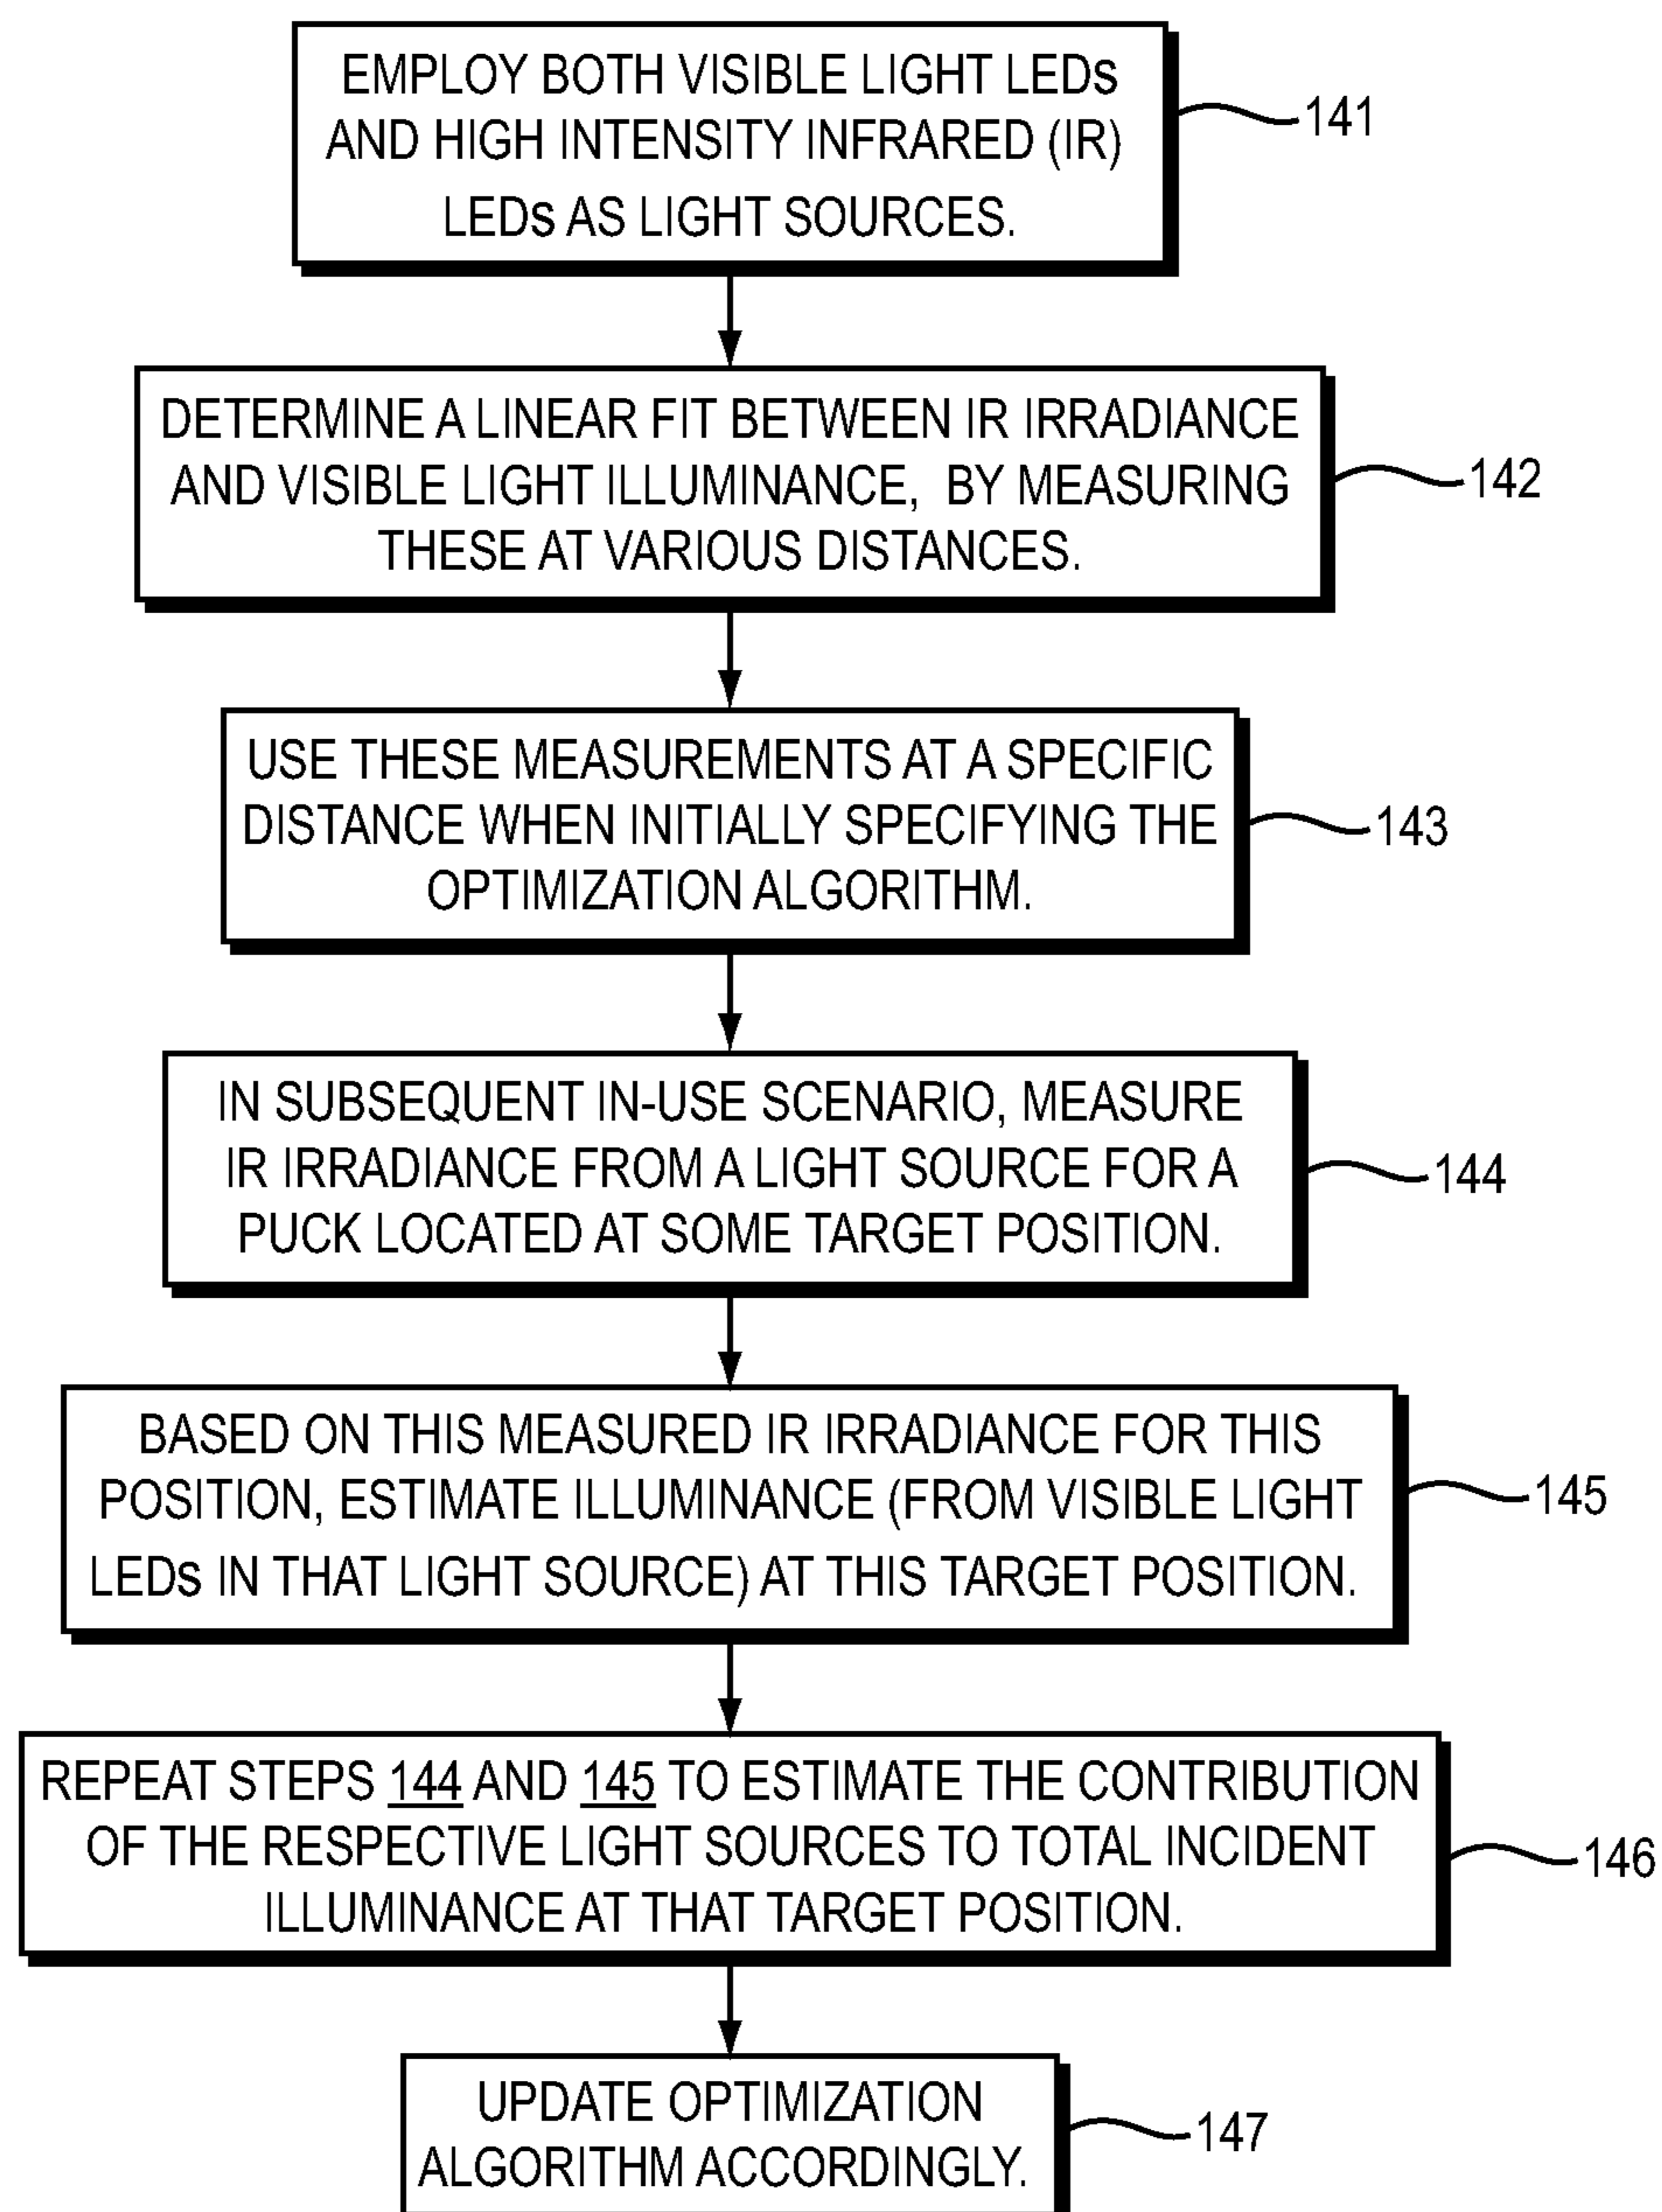 EMPLOY BOTH VISIBLE LIGHT LEDs
AND HIGH INTENSITY INFRARED (IR)
LEDs AS LIGHT SOURCES.
141
DETERMINE A LINEAR FIT BETWEEN IR IRRADIANCE
AND VISIBLE LIGHT ILLUMINANCE, BY MEASURING
THESE AT VARIOUS DISTANCES.
142
USE THESE MEASUREMENTS AT A SPECIFIC
DISTANCE WHEN INITIALLY SPECIFYING THE
OPTIMIZATION ALGORITHM.
143
IN SUBSEQUENT IN-USE SCENARIO, MEASURE
IR IRRADIANCE FROM A LIGHT SOURCE FOR A
PUCK LOCATED AT SOME TARGET POSITION.
144
BASED ON THIS MEASURED IR IRRADIANCE FOR THIS
POSITION, ESTIMATE ILLUMINANCE (FROM VISIBLE LIGHT
LEDs IN THAT LIGHT SOURCE) AT THIS TARGET POSITION.
145
REPEAT STEPS 144 AND 145 TO ESTIMATE THE CONTRIBUTION
OF THE RESPECTIVE LIGHT SOURCES TO TOTAL INCIDENT
ILLUMINANCE AT THAT TARGET POSITION.
146
UPDATE OPTIMIZATION
ALGORITHM ACCORDINGLY.
147